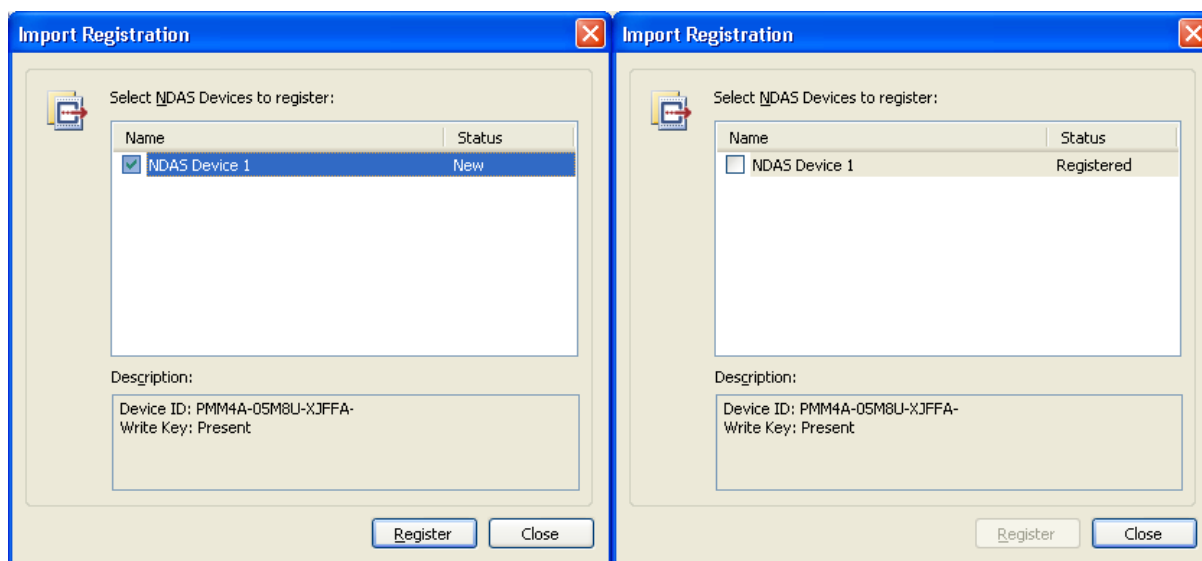 Import Registration
Select NDAS Devices to register:
Name Status
NDAS Device 1 New
Description:
Device ID: PMM4A-05M8U-XJFFA-
Write Key: Present
Register Close
Import Registration
Select NDAS Devices to register:
Name Status
NDAS Device 1 Registered
Description:
Device ID: PMM4A-05M8U-XJFFA-
Write Key: Present
Register Close